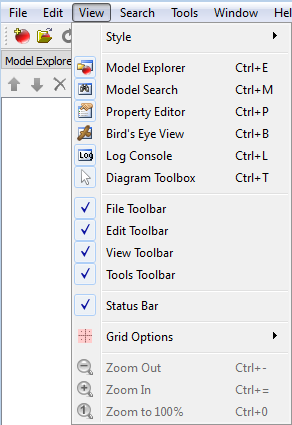 File Edit View Search Tools Window Hel
Model Explore
Style
Model Explorer Ctrl+E
Model Search Ctrl+M
Property Editor Ctrl+P
Bird's Eye View Ctrl+B
Log Log Console Ctrl+L
Diagram Toolbox Ctrl+T
File Toolbar
Edit Toolbar
View Toolbar
Tools Toolbar
Status Bar
Grid Options
Zoom Out Ctrl+-
Zoom In Ctrl+=
1 Zoom to 100% Ctrl+0